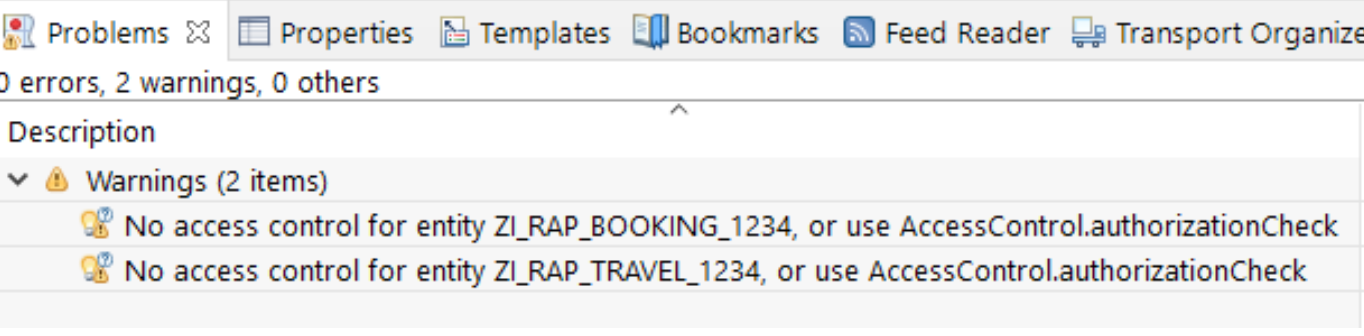 Problems Properties Templates Bookmarks Feed Reader Transport Organize
0 errors, 2 warnings, 0 others
Description
Warnings (2 items)
No access control for entity ZI_RAP_BOOKING_1234, or use AccessControl.authorizationCheck
No access control for entity ZI_RAP_TRAVEL_1234, or use AccessControl.authorizationCheck